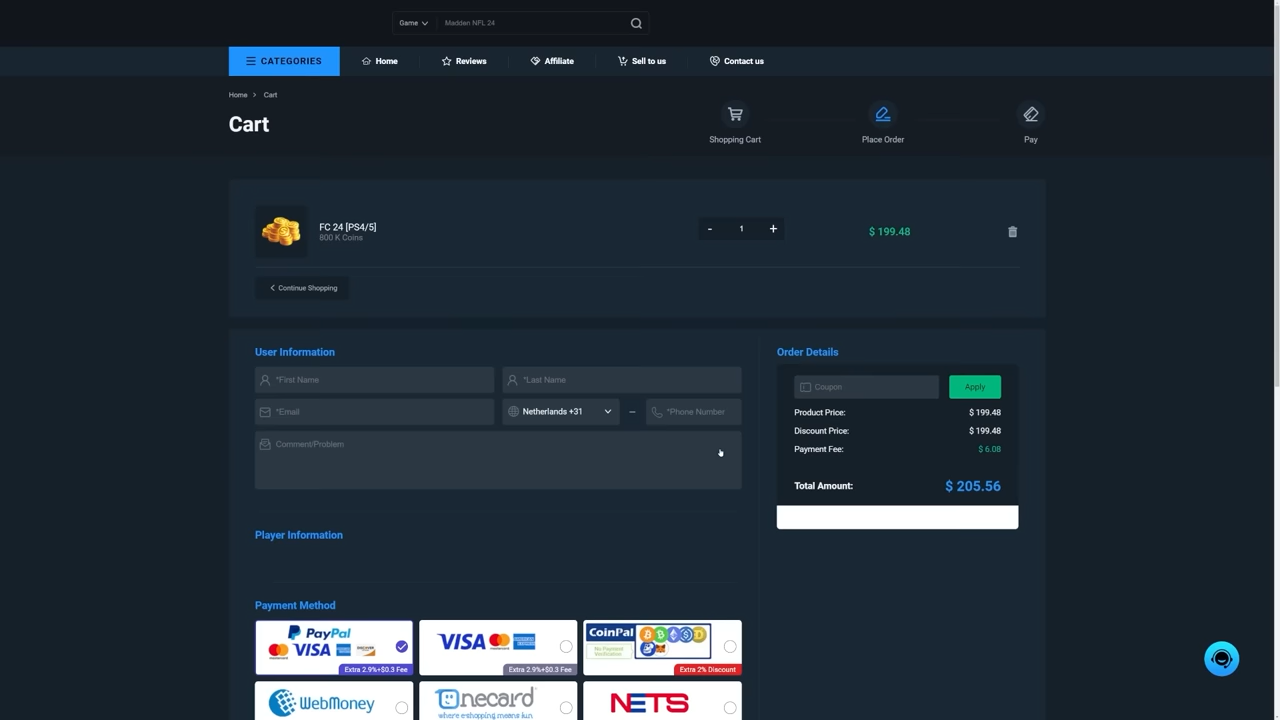 Game
Madden NFL 24
CATEGORIES
Home
Reviews
Affiliate
Sell to us
Contact us
Home > Cart
Cart
Shopping Cart
Place Order
Pay
FC 24 [PS4/5]
800 K Coins
- 1 +
$ 199.48
Continue Shopping
User Information
*First Name
*Last Name
*Email
Netherlands +31
*Phone Number
Comment/Problem
Order Details
Coupon
Apply
Product Price: $ 199.48
Discount Price: $ 199.48
Payment Fee: $ 6.08
Total Amount: $ 205.56
Player Information
Payment Method
PayPal
VISA
Extra 2.9%+$0.3 Fee
VISA
Extra 2.9%+$0.3 Fee
CoinPal
No Payment
Verification
Extra 2% Discount
WebMoney
Onecard
where eshopping means fun
NETS